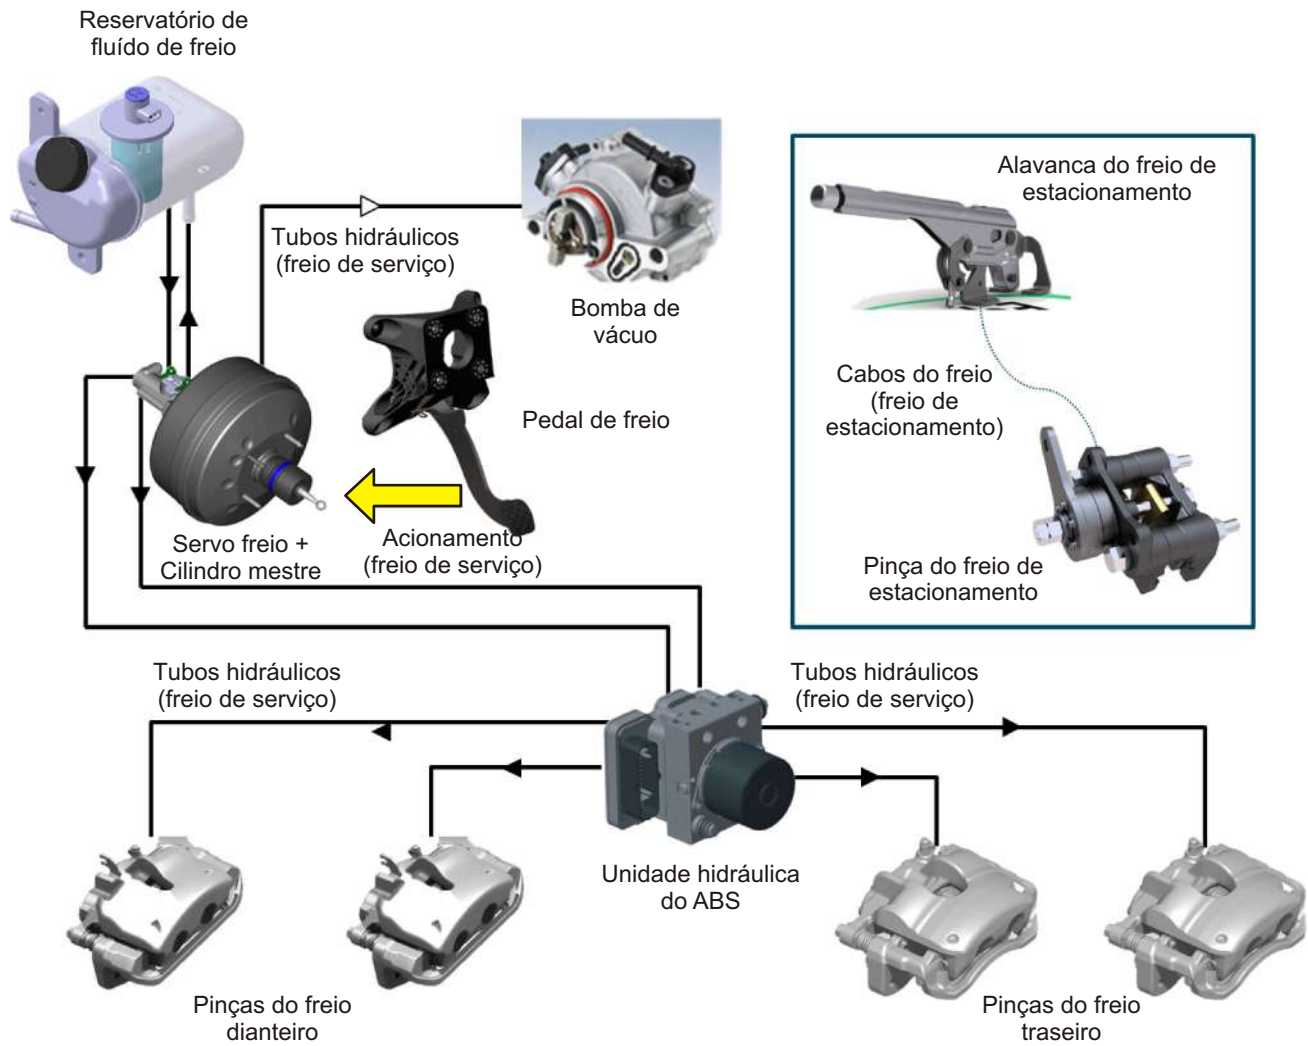 Reservatório de
fluído de freio
Tubos hidráulicos
(freio de serviço)
Bomba de
vácuo
Alavanca do freio de
estacionamento
Cabos do freio
(freio de
estacionamento)
Pinça do freio de
estacionamento
Pedal de freio
Servo freio +
Cilindro mestre
Acionamento
(freio de serviço)
Tubos hidráulicos
(freio de serviço)
Tubos hidráulicos
(freio de serviço)
Unidade hidráulica
do ABS
Pinças do freio
dianteiro
Pinças do freio
traseiro